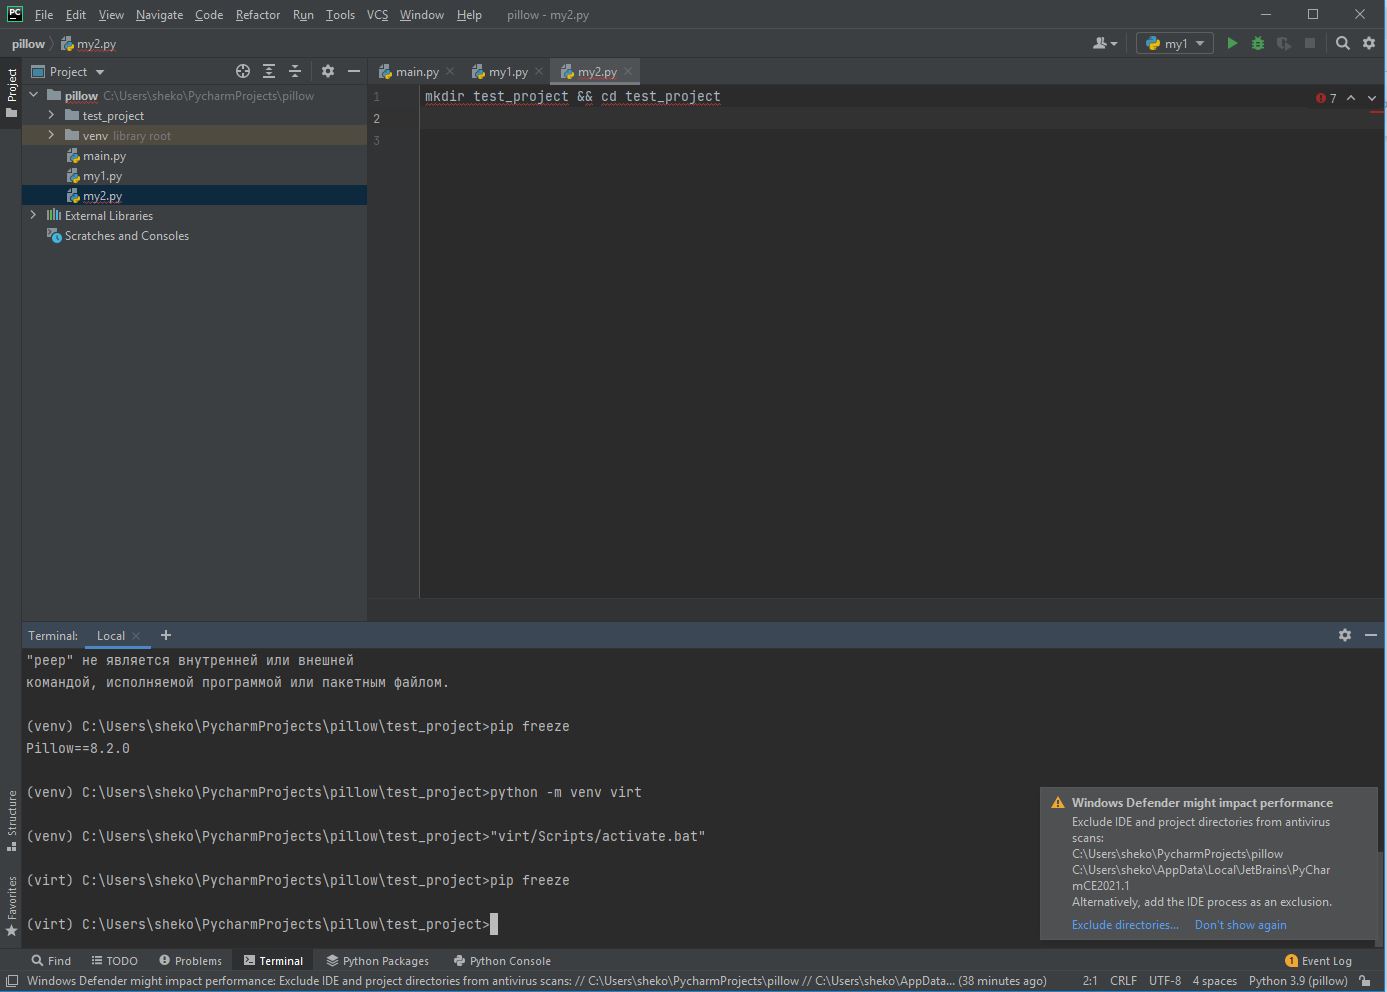 PC File Edit View Navigate Code Refactor Run Tools VCS Window Help pillow - my2.py
pillow my2.py my1
Project main.py my1.py my2.py
Project
pillow C:\Users\sheko\PycharmProjects\pillow
test_project
venv library root
main.py
my1.py
my2.py
External Libraries
Scratches and Consoles
1 mkdir test_project && cd test_project 7
2
3
Terminal: Local
"peep" не является внутренней или внешней
командой, исполняемой программой или пакетным файлом.
(venv) C:\Users\sheko\PycharmProjects\pillow\test_project>pip freeze
Pillow==8.2.0
(venv) C:\Users\sheko\PycharmProjects\pillow\test_project>python -m venv virt
(venv) C:\Users\sheko\PycharmProjects\pillow\test_project>"virt/Scripts/activate.bat"
(virt) C:\Users\sheko\PycharmProjects\pillow\test_project>pip freeze
(virt) C:\Users\sheko\PycharmProjects\pillow\test_project>
Structure
Favorites
Windows Defender might impact performance
Exclude IDE and project directories from antivirus
scans:
C:\Users\sheko\PycharmProjects\pillow
C:\Users\sheko\AppData\Local\JetBrains\PyChar
mCE2021.1
Alternatively, add the IDE process as an exclusion.
Exclude directories... Don't show again
Find TODO Problems Terminal Python Packages Python Console 1 Event Log
Windows Defender might impact performance: Exclude IDE and project directories from antivirus scans: // C:\Users\sheko\PycharmProjects\pillow // C:\Users\sheko\AppData... (38 minutes ago) 2:1 CRLF UTF-8 4 spaces Python 3.9 (pillow)